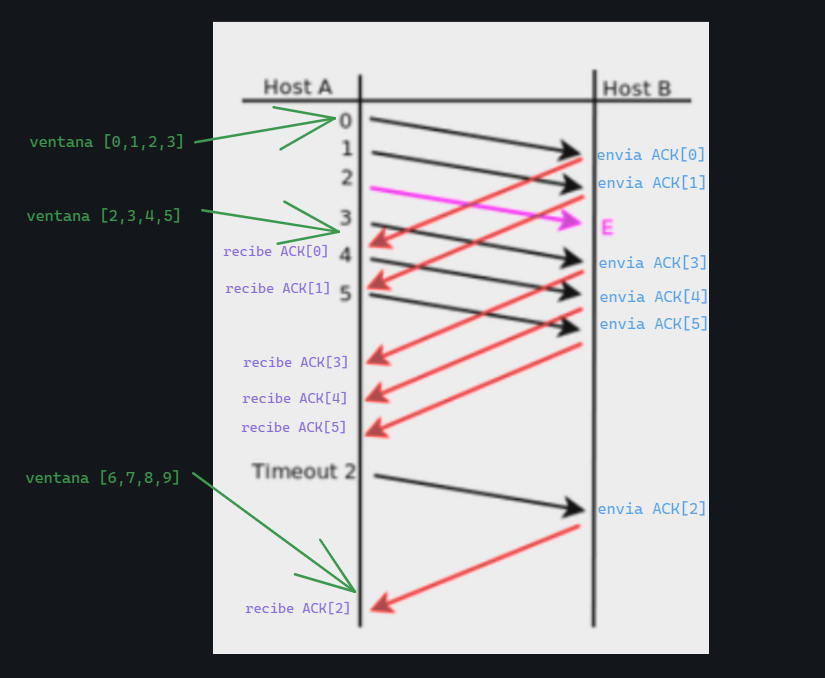 Host A
Host B
0
ventana [0,1,2,3]
1
envia ACK[0]
2
envia ACK[1]
ventana [2,3,4,5]
3
E
recibe ACK[0]
4
envia ACK[3]
recibe ACK[1]
5
envia ACK[4]
envia ACK[5]
recibe ACK[3]
recibe ACK[4]
recibe ACK[5]
Timeout 2
ventana [6,7,8,9]
envia ACK[2]
recibe ACK[2]